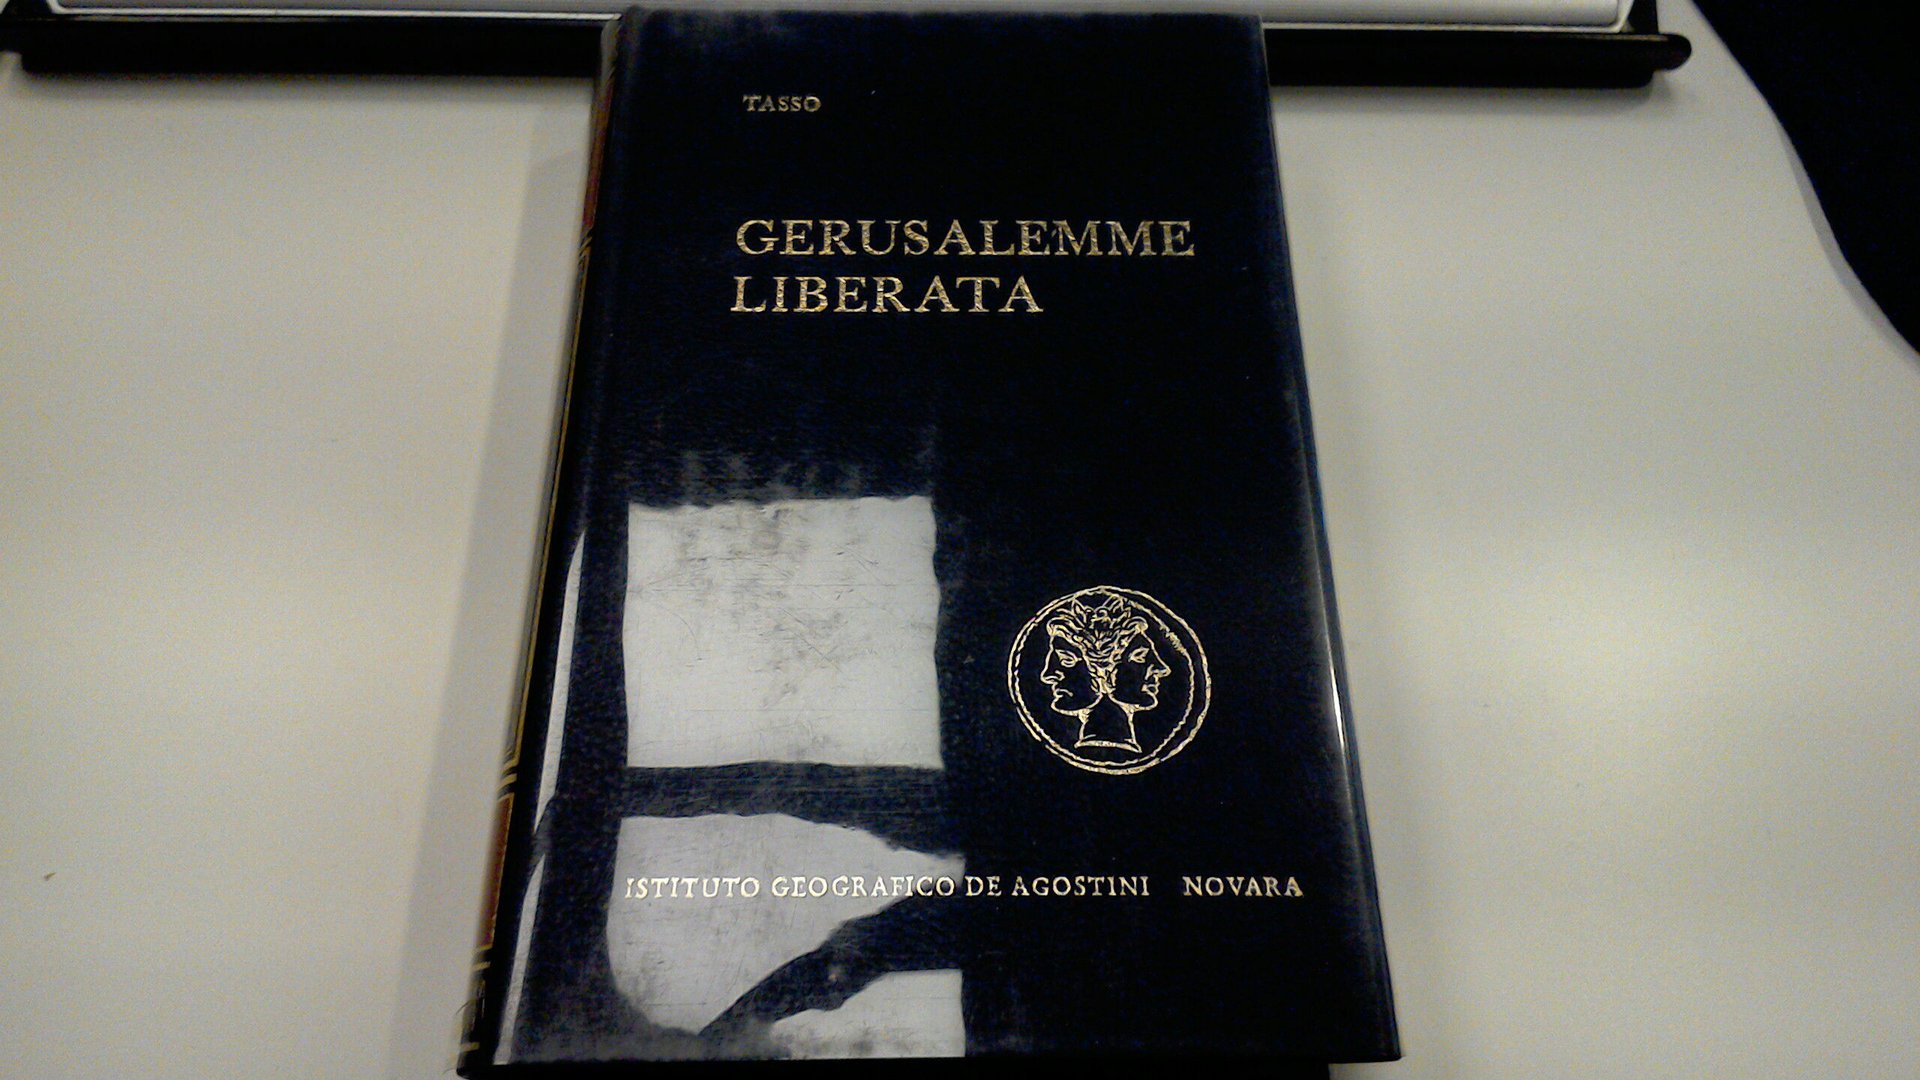 TASSO
GERUSALEMME
LIBERATA
ISTITUTO GEOGRAFICO DE AGOSTINI NOVARA